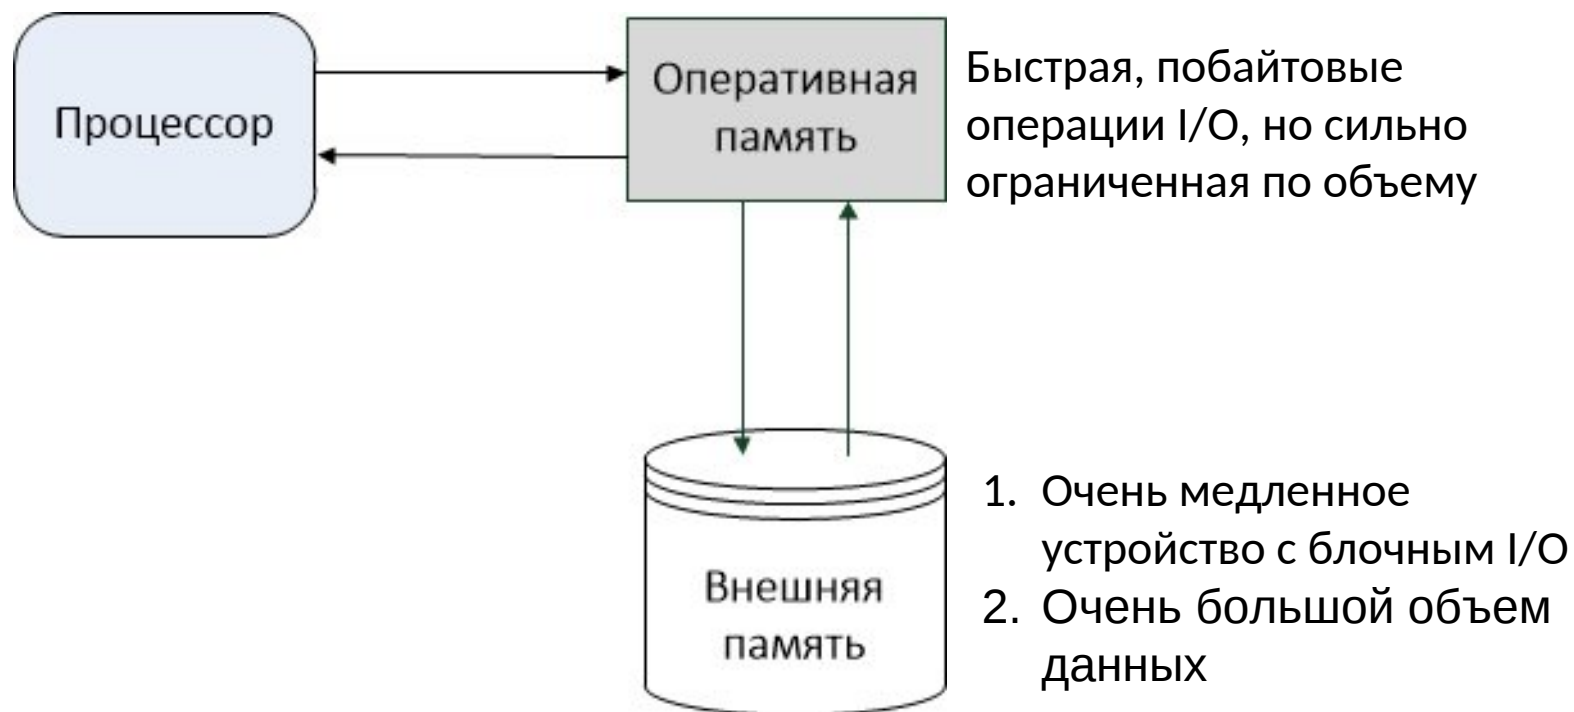 Процессор
Оперативная
память
Быстрая, побайтовые
операции I/O, но сильно
ограниченная по объему
Внешняя
память
1. Очень медленное
устройство с блочным I/O
2. Очень большой объем
данных